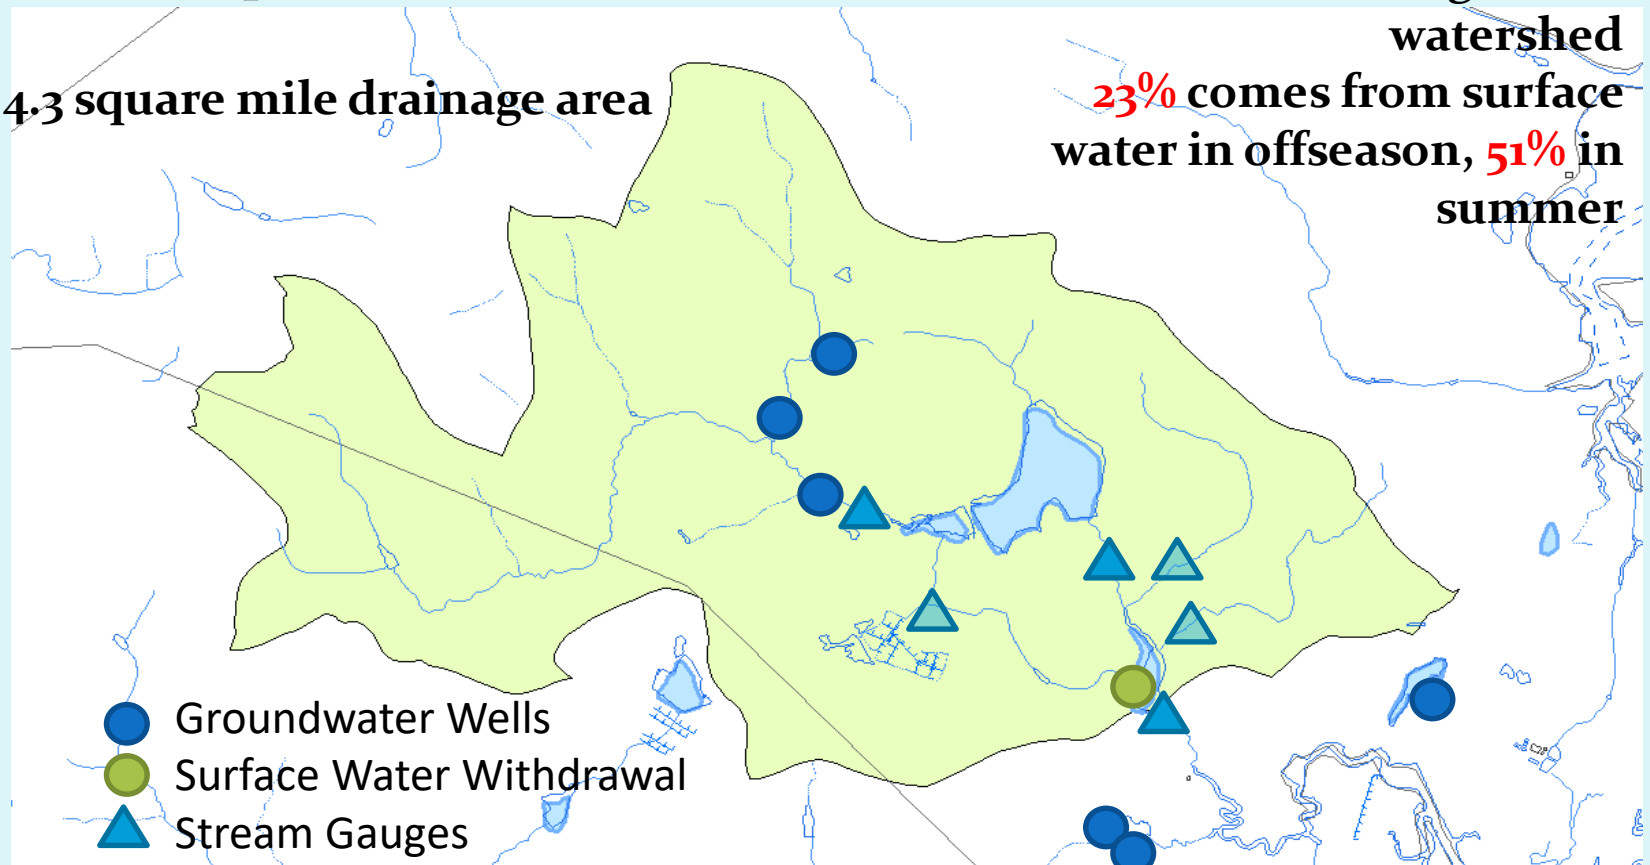 4.3 square mile drainage area
watershed
23% comes from surface
water in offseason, 51% in
summer
Groundwater Wells
Surface Water Withdrawal
Stream Gauges